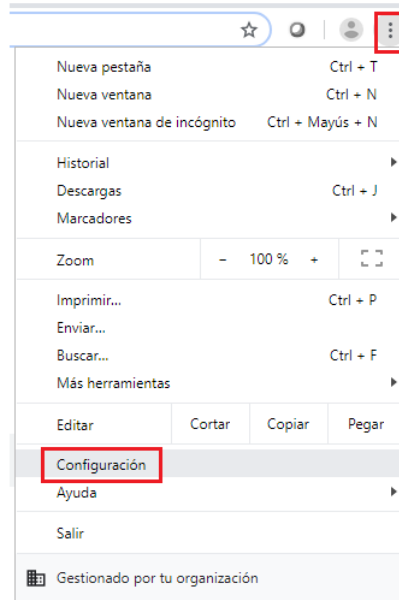 Nueva pestaña Ctrl + T
Nueva ventana Ctrl + N
Nueva ventana de incógnito Ctrl + Mayús + N
Historial
Descargas Ctrl + J
Marcadores
Zoom - 100 % +
Imprimir... Ctrl + P
Enviar...
Buscar... Ctrl + F
Más herramientas
Editar Cortar Copiar Pegar
Configuración
Ayuda
Salir
Gestionado por tu organización